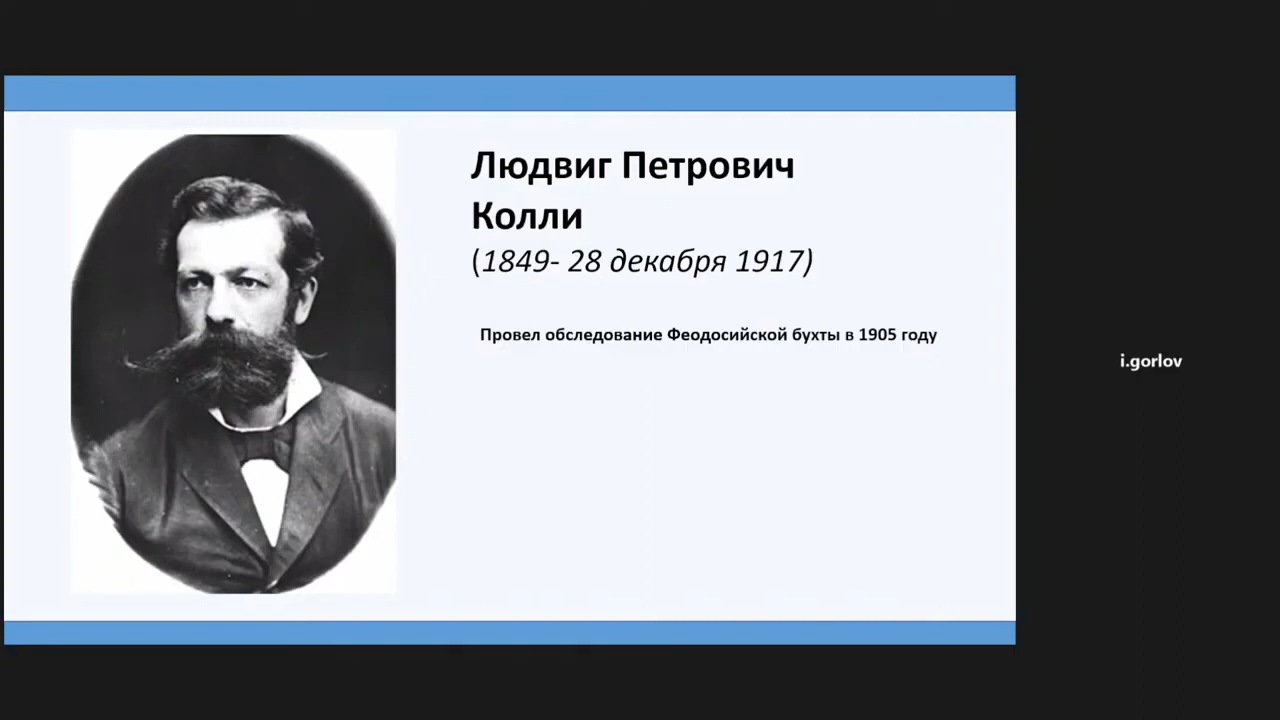 Людвиг Петрович
Колли
(1849- 28 декабря 1917)
Провел обследование Феодосийской бухты в 1905 году
i.gorlov